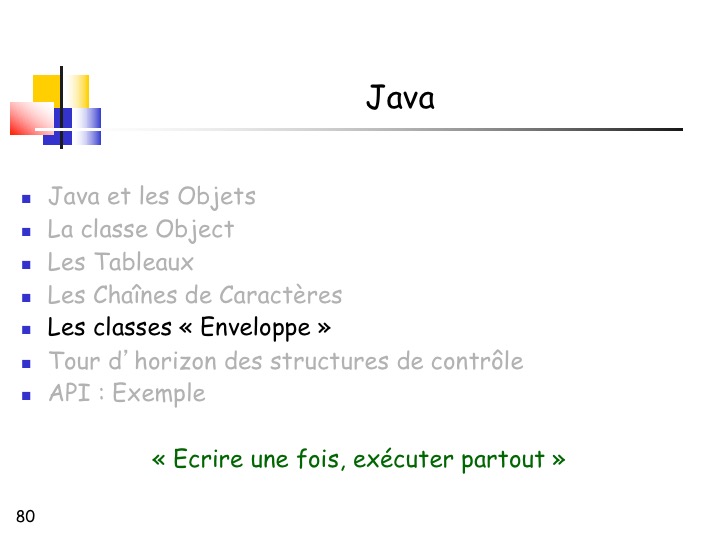 Java
Java et les Objets
La classe Object
Les Tableaux
Les Chaînes de Caractères
Les classes « Enveloppe »
Tour d’horizon des structures de contrôle
API : Exemple
« Ecrire une fois, exécuter partout »
80